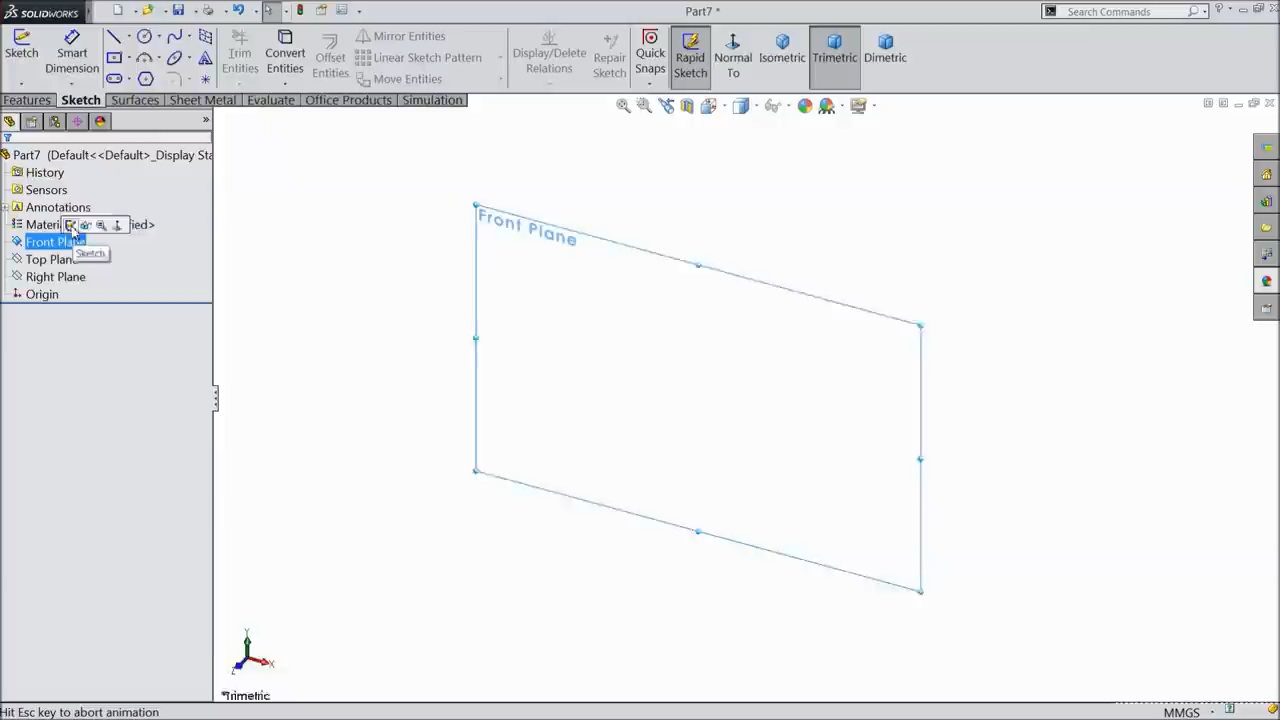 SOLIDWORKS
Part7 *
Search Commands
Sketch
Smart Dimension
Trim Entities
Convert Entities
Offset Entities
Mirror Entities
Linear Sketch Pattern
Move Entities
Display/Delete Relations
Repair Sketch
Quick Snaps
Rapid Sketch
Normal To
Isometric
Trimetric
Dimetric
Features
Sketch
Surfaces
Sheet Metal
Evaluate
Office Products
Simulation
Part7 (Default<<Default>_Display Sta
History
Sensors
Annotations
Materi ied>
Front Plane
Sketch
Top Plane
Right Plane
Origin
Front Plane
Y
X
Z
*Trimetric
Hit Esc key to abort animation
MMGS